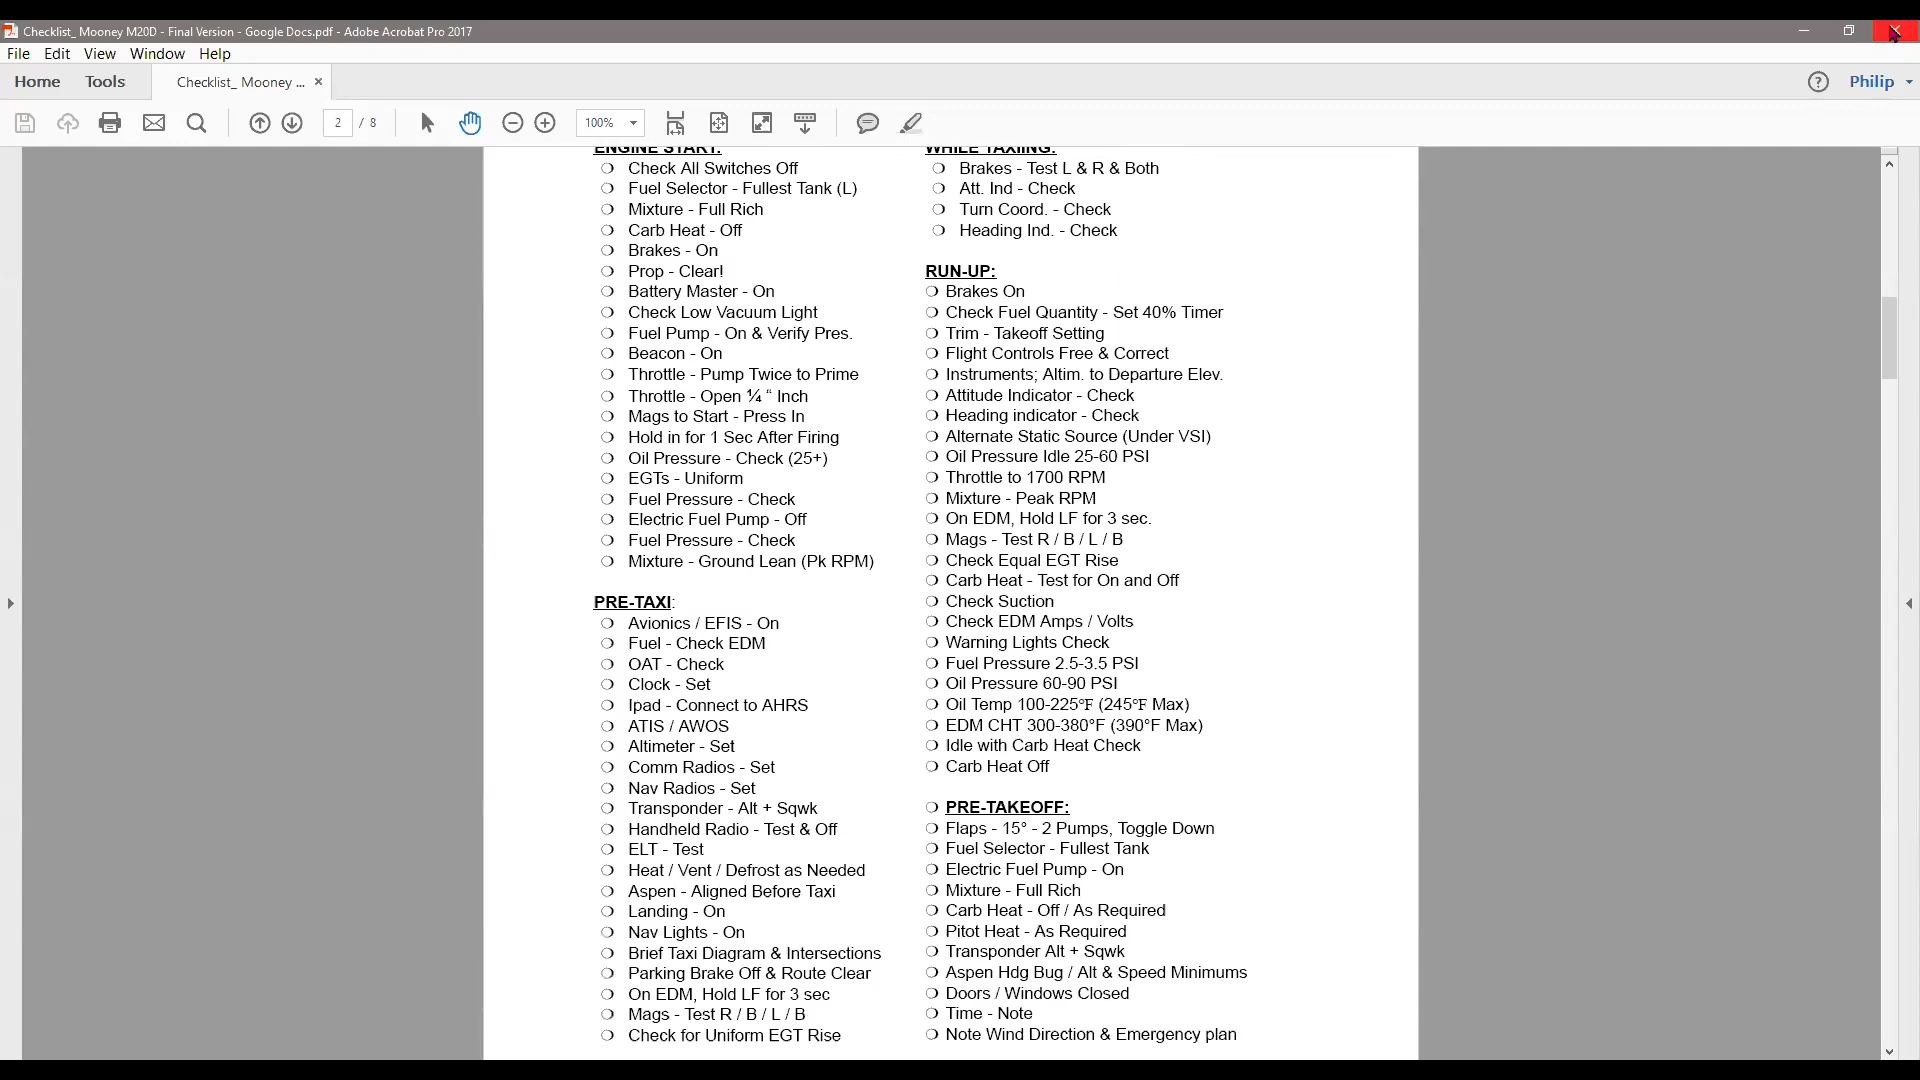 Checklist_ Mooney M20D - Final Version - Google Docs.pdf - Adobe Acrobat Pro 2017
File Edit View Window Help
Home Tools Checklist_ Mooney ... × Philip
2 / 8 100%
ENGINE START:
Check All Switches Off
Fuel Selector - Fullest Tank (L)
Mixture - Full Rich
Carb Heat - Off
Brakes - On
Prop - Clear!
Battery Master - On
Check Low Vacuum Light
Fuel Pump - On & Verify Pres.
Beacon - On
Throttle - Pump Twice to Prime
Throttle - Open ¼ “ Inch
Mags to Start - Press In
Hold in for 1 Sec After Firing
Oil Pressure - Check (25+)
EGTs - Uniform
Fuel Pressure - Check
Electric Fuel Pump - Off
Fuel Pressure - Check
Mixture - Ground Lean (Pk RPM)
PRE-TAXI:
Avionics / EFIS - On
Fuel - Check EDM
OAT - Check
Clock - Set
Ipad - Connect to AHRS
ATIS / AWOS
Altimeter - Set
Comm Radios - Set
Nav Radios - Set
Transponder - Alt + Sqwk
Handheld Radio - Test & Off
ELT - Test
Heat / Vent / Defrost as Needed
Aspen - Aligned Before Taxi
Landing - On
Nav Lights - On
Brief Taxi Diagram & Intersections
Parking Brake Off & Route Clear
On EDM, Hold LF for 3 sec
Mags - Test R / B / L / B
Check for Uniform EGT Rise
WHILE TAXIING:
Brakes - Test L & R & Both
Att. Ind - Check
Turn Coord. - Check
Heading Ind. - Check
RUN-UP:
Brakes On
Check Fuel Quantity - Set 40% Timer
Trim - Takeoff Setting
Flight Controls Free & Correct
Instruments; Altim. to Departure Elev.
Attitude Indicator - Check
Heading indicator - Check
Alternate Static Source (Under VSI)
Oil Pressure Idle 25-60 PSI
Throttle to 1700 RPM
Mixture - Peak RPM
On EDM, Hold LF for 3 sec.
Mags - Test R / B / L / B
Check Equal EGT Rise
Carb Heat - Test for On and Off
Check Suction
Check EDM Amps / Volts
Warning Lights Check
Fuel Pressure 2.5-3.5 PSI
Oil Pressure 60-90 PSI
Oil Temp 100-225℉ (245℉ Max)
EDM CHT 300-380°F (390°F Max)
Idle with Carb Heat Check
Carb Heat Off
PRE-TAKEOFF:
Flaps - 15° - 2 Pumps, Toggle Down
Fuel Selector - Fullest Tank
Electric Fuel Pump - On
Mixture - Full Rich
Carb Heat - Off / As Required
Pitot Heat - As Required
Transponder Alt + Sqwk
Aspen Hdg Bug / Alt & Speed Minimums
Doors / Windows Closed
Time - Note
Note Wind Direction & Emergency plan